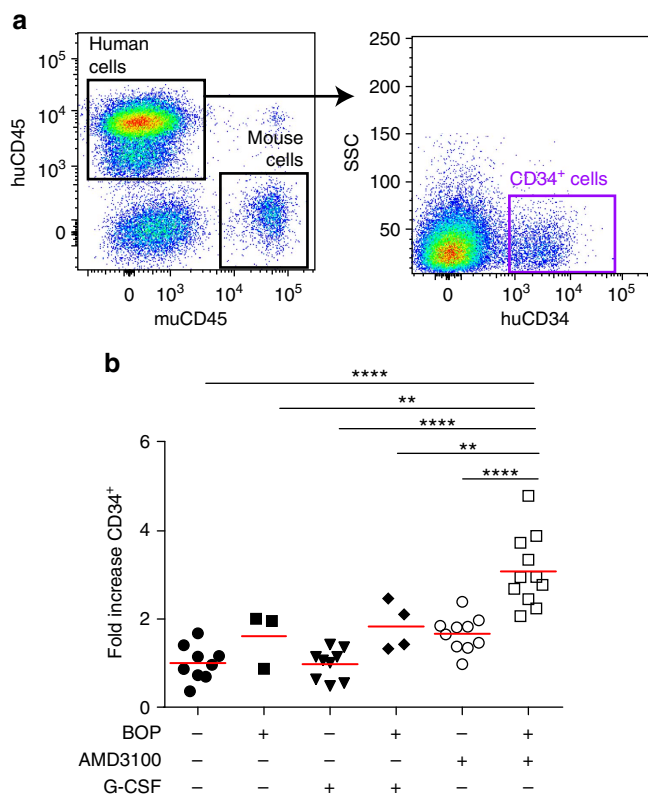 a
Human cells
Mouse cells
huCD45
10⁵
10⁴
10³
0
0 10³ 10⁴ 10⁵
muCD45
CD34⁺ cells
SSC
250
200
150
100
50
0 10³ 10⁴ 10⁵
huCD34
b
****
**
****
**
****
Fold increase CD34⁺
6
4
2
0
BOP – + – + – +
AMD3100 – – – – + +
G-CSF – – + + – –